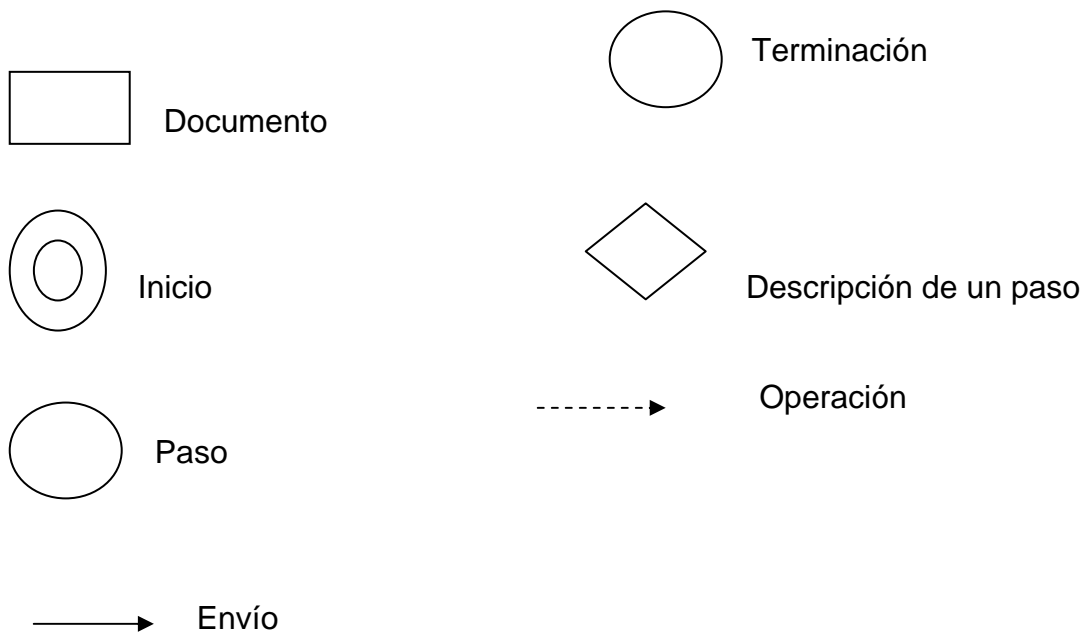 Terminación
Documento
Inicio
Descripción de un paso
Operación
Paso
Envío